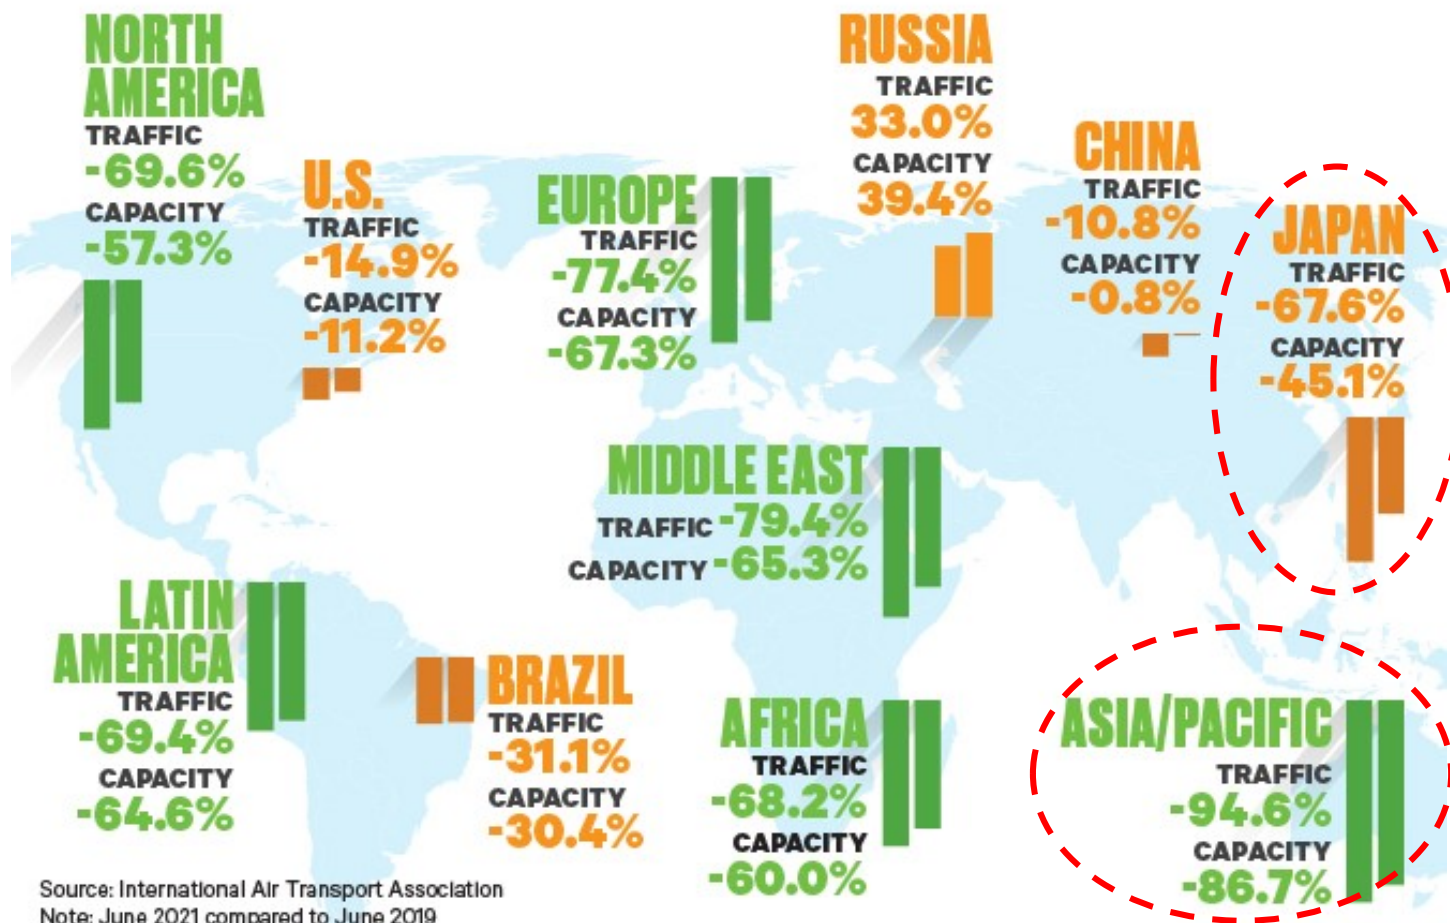 NORTH
AMERICA
TRAFFIC
-69.6%
CAPACITY
-57.3%
U.S.
TRAFFIC
-14.9%
CAPACITY
-11.2%
EUROPE
TRAFFIC
-77.4%
CAPACITY
-67.3%
RUSSIA
TRAFFIC
33.0%
CAPACITY
39.4%
CHINA
TRAFFIC
-10.8%
CAPACITY
-0.8%
JAPAN
TRAFFIC
-67.6%
CAPACITY
-45.1%
MIDDLE EAST
TRAFFIC -79.4%
CAPACITY -65.3%
LATIN
AMERICA
TRAFFIC
-69.4%
CAPACITY
-64.6%
BRAZIL
TRAFFIC
-31.1%
CAPACITY
-30.4%
AFRICA
TRAFFIC
-68.2%
CAPACITY
-60.0%
ASIA/PACIFIC
TRAFFIC
-94.6%
CAPACITY
-86.7%
Source: International Air Transport Association
Note: June 2021 compared to June 2019